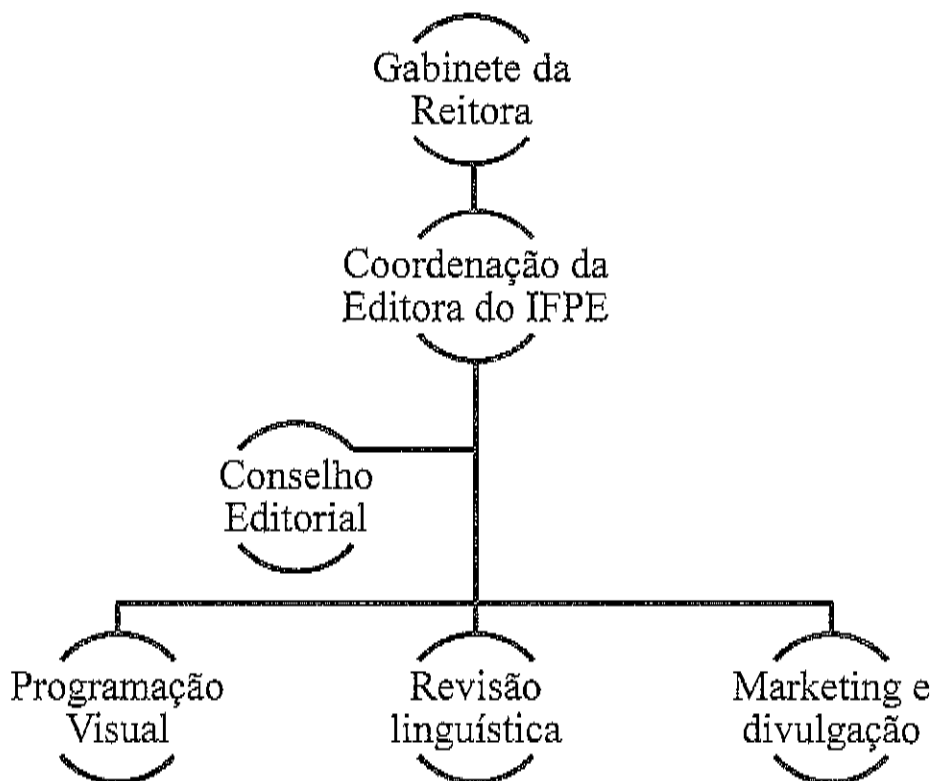 Gabinete da
Reitora
Coordenação da
Editora do IFPE
Conselho
Editorial
Programação
Visual
Revisão
linguística
Marketing e
divulgação